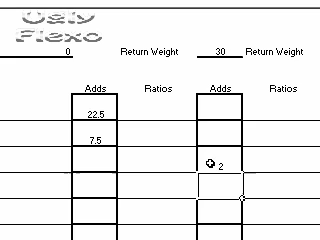 Ugly
Flexo
0 Return Weight 30 Return Weight
Adds Ratios Adds Ratios
22.5
7.5
2